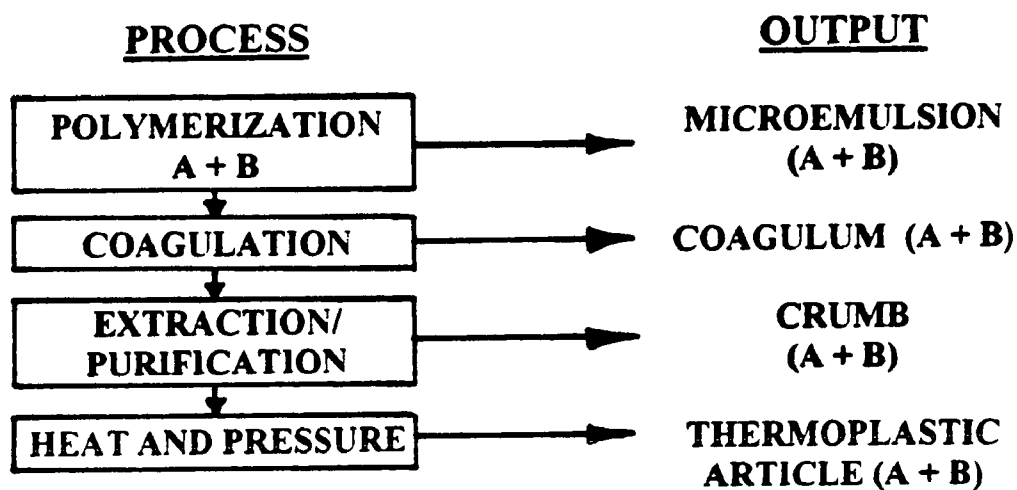 PROCESS
OUTPUT
POLYMERIZATION
A + B
MICROEMULSION
(A + B)
COAGULATION
COAGULUM (A + B)
EXTRACTION/
PURIFICATION
CRUMB
(A + B)
HEAT AND PRESSURE
THERMOPLASTIC
ARTICLE (A + B)